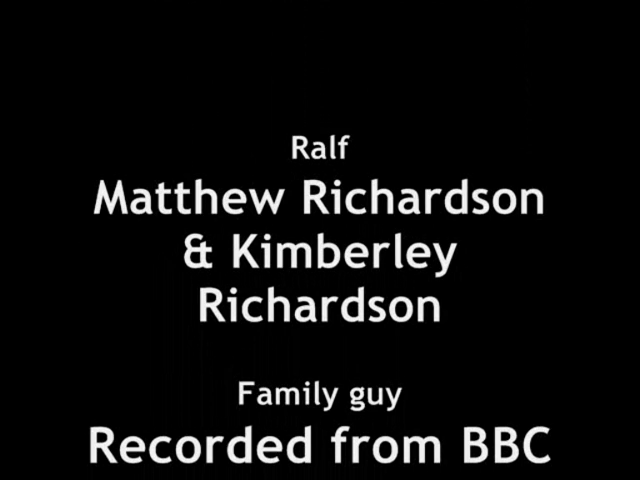 Ralf
Matthew Richardson
& Kimberley
Richardson
Family guy
Recorded from BBC